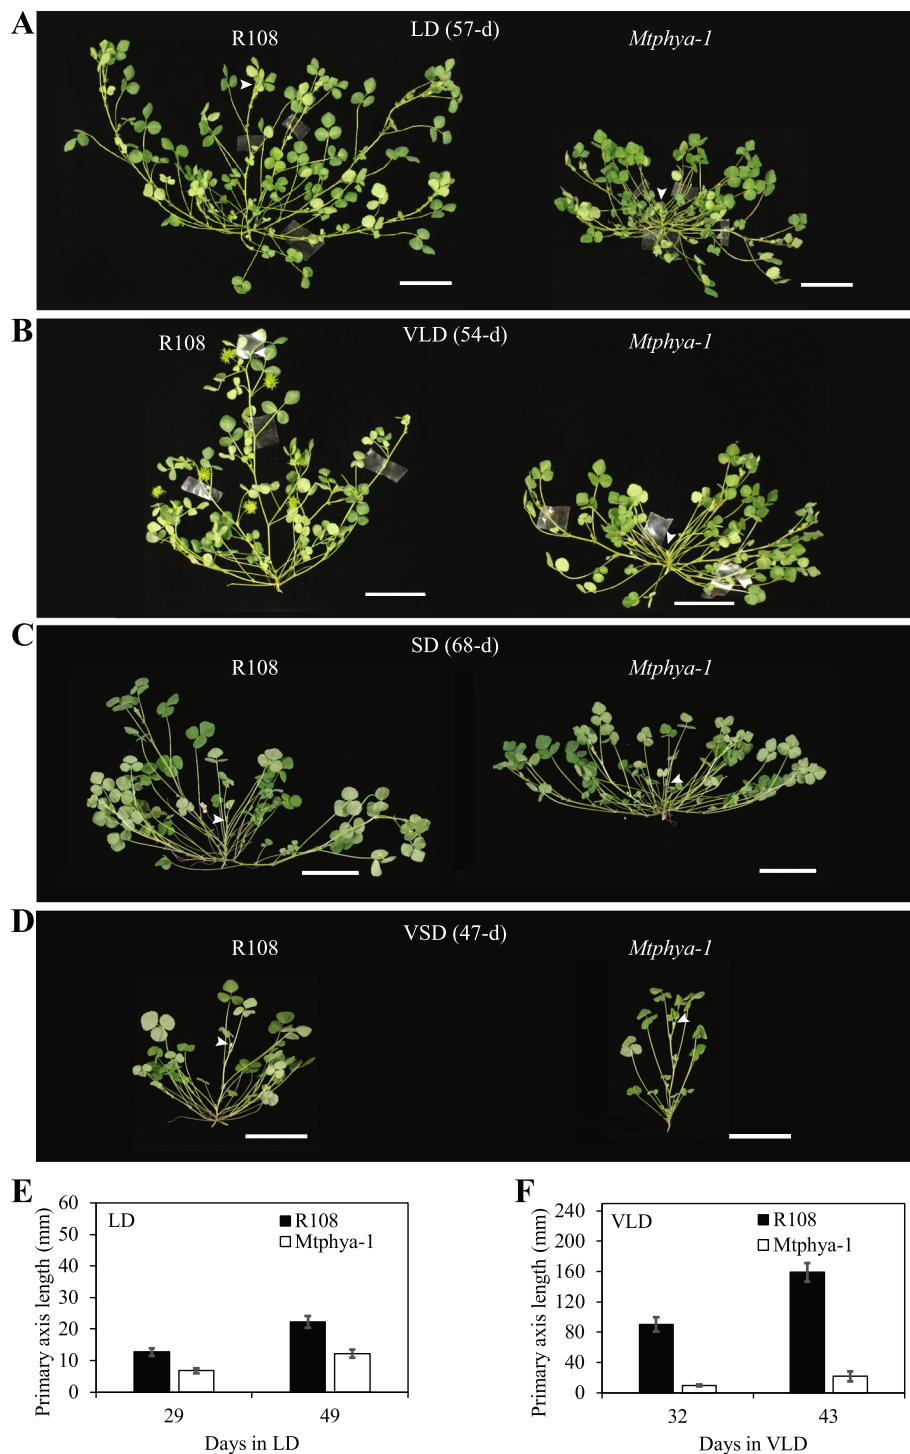 A
LD (57-d)
R108
Mtphya-1
B
VLD (54-d)
R108
Mtphya-1
C
SD (68-d)
R108
Mtphya-1
D
VSD (47-d)
R108
Mtphya-1
E
Primary axis length (mm)
60
50
40
30
20
10
0
LD
R108
Mtphya-1
29
49
Days in LD
F
Primary axis length (mm)
240
200
160
120
80
40
0
VLD
R108
Mtphya-1
32
43
Days in VLD